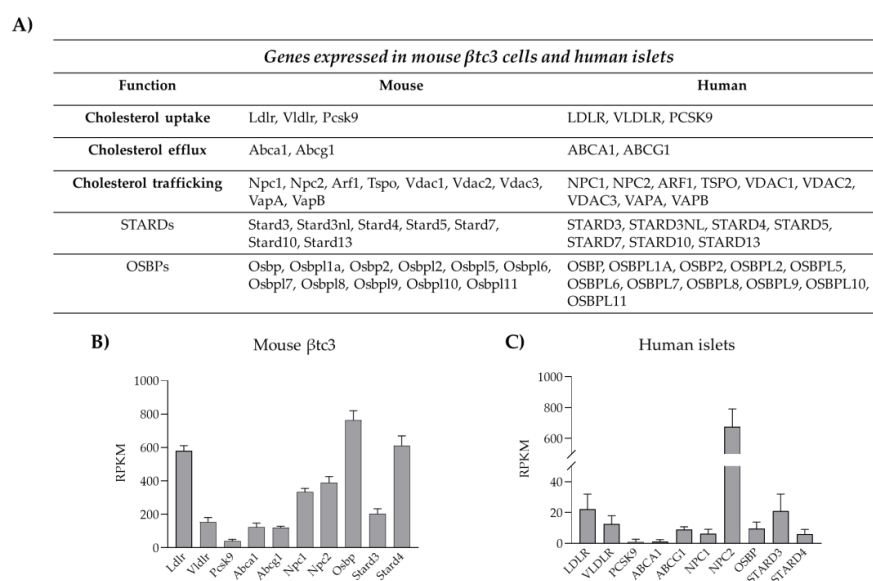 A)
Genes expressed in mouse βtc3 cells and human islets
Function Mouse Human
Cholesterol uptake Ldlr, Vldlr, Pcsk9 LDLR, VLDLR, PCSK9
Cholesterol efflux Abca1, Abcg1 ABCA1, ABCG1
Cholesterol trafficking Npc1, Npc2, Arf1, Tspo, Vdac1, Vdac2, Vdac3, NPC1, NPC2, ARF1, TSPO, VDAC1, VDAC2,
VapA, VapB VDAC3, VAPA, VAPB
STARDs Stard3, Stard3nl, Stard4, Stard5, Stard7, STARD3, STARD3NL, STARD4, STARD5,
Stard10, Stard13 STARD7, STARD10, STARD13
OSBPs Osbp, Osbpl1a, Osbp2, Osbpl2, Osbpl5, Osbpl6, OSBP, OSBPL1A, OSBP2, OSBPL2, OSBPL5,
Osbpl7, Osbpl8, Osbpl9, Osbpl10, Osbpl11 OSBPL6, OSBPL7, OSBPL8, OSBPL9, OSBPL10,
OSBPL11
B) Mouse βtc3
RPKM
1000
800
600
400
200
0
Ldlr Vldlr Pcsk9 Abca1 Abcg1 Npc1 Npc2 Osbp Stard3 Stard4
C) Human islets
RPKM
1000
800
600
40
20
0
LDLR VLDLR PCSK9 ABCA1 ABCG1 NPC1 NPC2 OSBP STARD3 STARD4